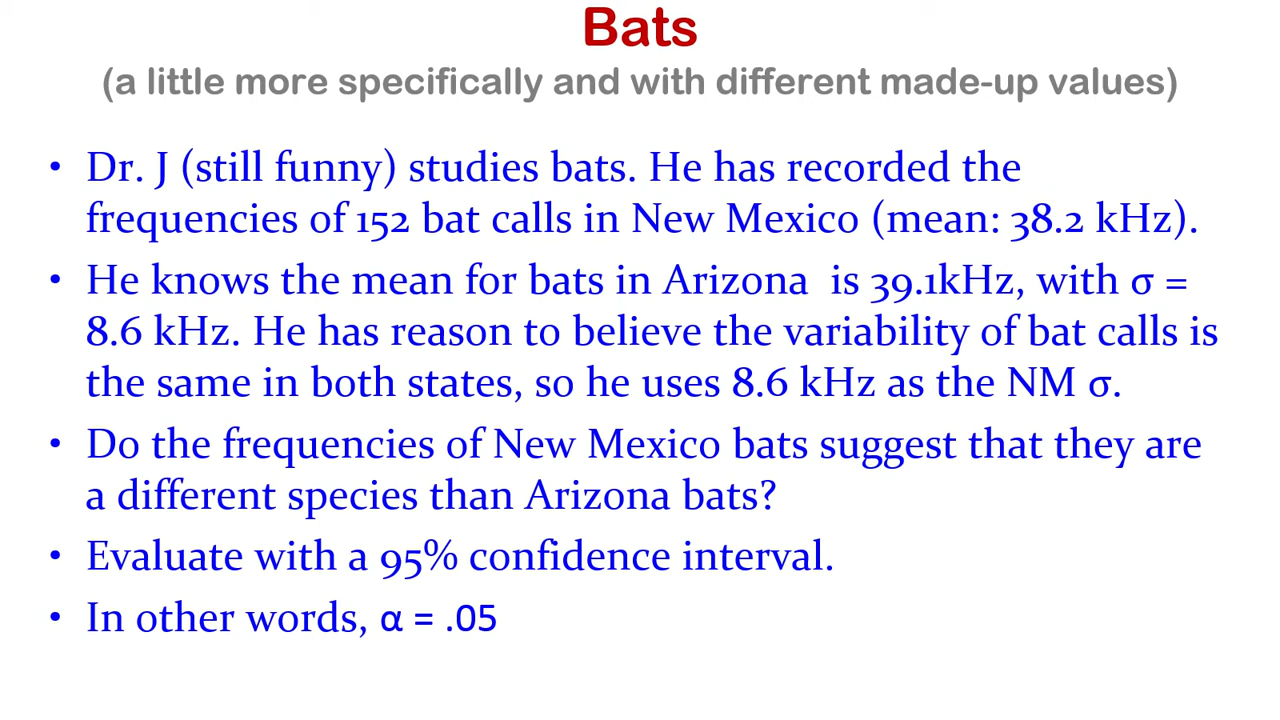 Bats
(a little more specifically and with different made-up values)
• Dr. J (still funny) studies bats. He has recorded the
frequencies of 152 bat calls in New Mexico (mean: 38.2 kHz).
• He knows the mean for bats in Arizona  is 39.1kHz, with σ =
8.6 kHz. He has reason to believe the variability of bat calls is
the same in both states, so he uses 8.6 kHz as the NM σ.
• Do the frequencies of New Mexico bats suggest that they are
a different species than Arizona bats?
• Evaluate with a 95% confidence interval.
• In other words, α = .05